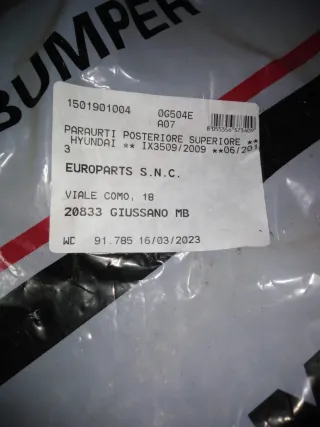 BUMPER
1501901004 0G504E
A07
PARAURTI POSTERIORE SUPERIORE **
HYUNDAI ** IX3509/2009 **06/201
3
EUROPARTS S.N.C.
VIALE COMO, 18
20833 GIUSSANO MB
WC 91.785 16/03/2023